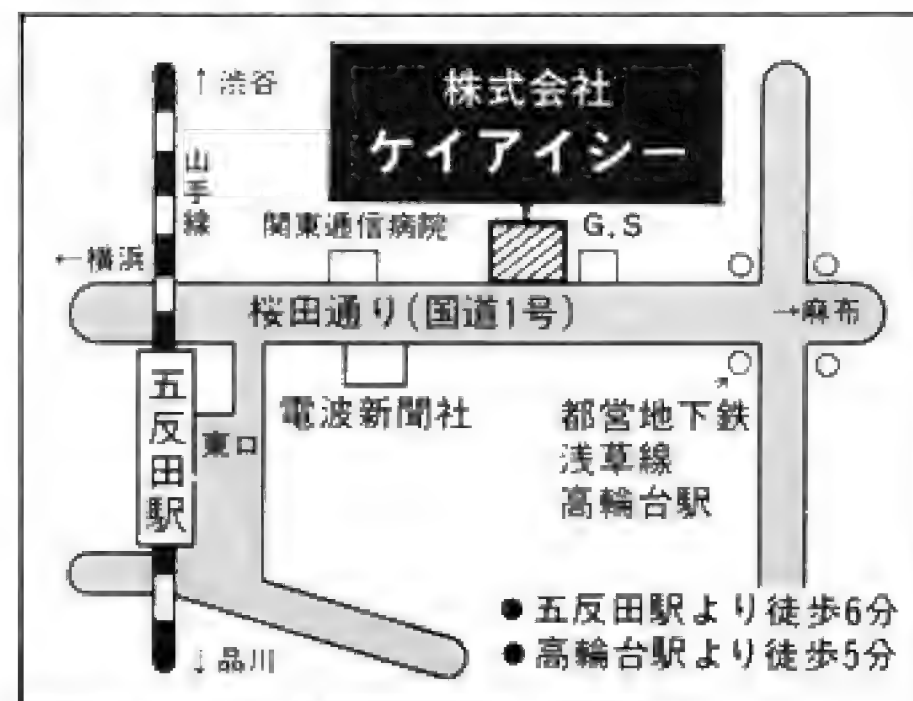 ↑渋谷
株式会社
ケイアイシー
山手線
関東逓信病院
G.S
←横浜
桜田通り(国道1号)
→麻布
五反田駅
東口
電波新聞社
都営地下鉄
浅草線
高輪台駅
●五反田駅より徒歩6分
●高輪台駅より徒歩5分
↓品川